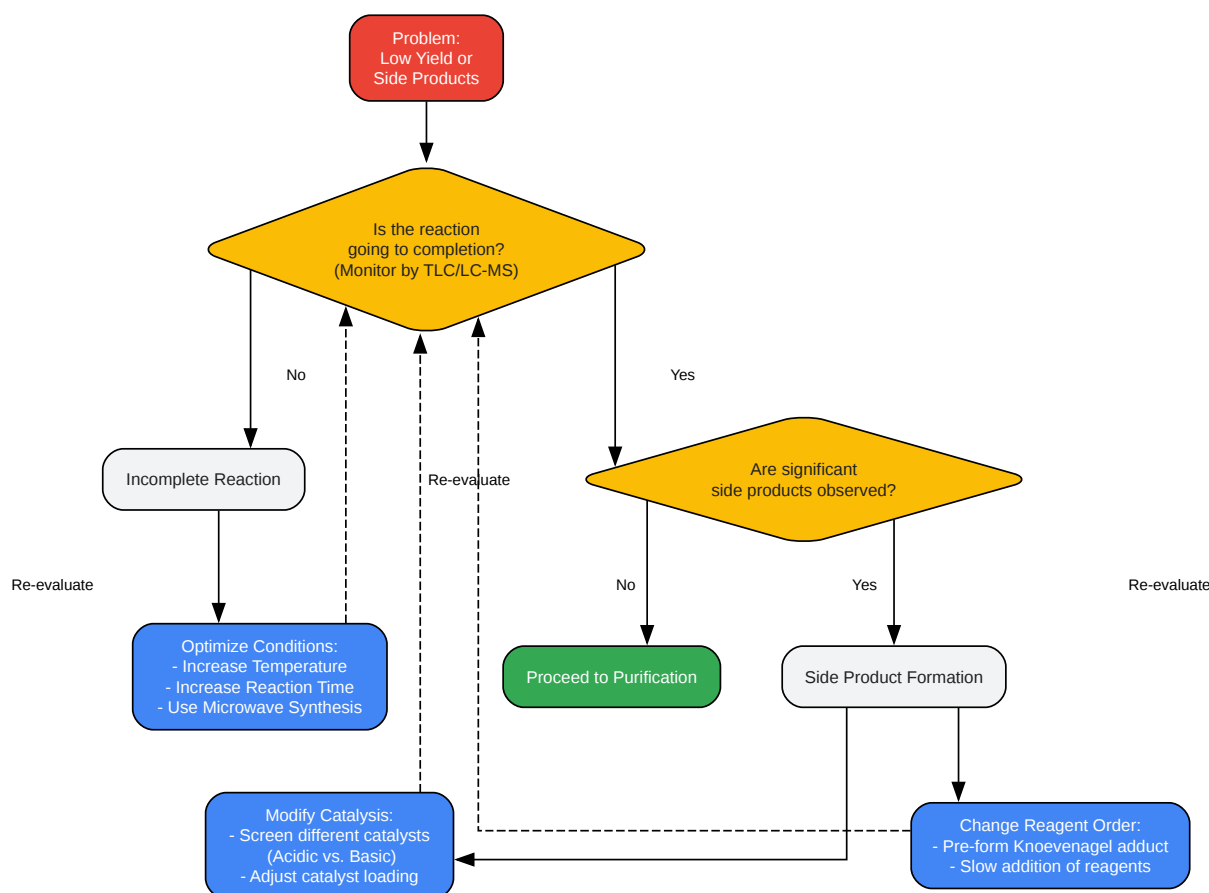 Problem:
Low Yield or
Side Products
Is the reaction
going to completion?
(Monitor by TLC/LC-MS)
No
Yes
Incomplete Reaction
Re-evaluate
Are significant
side products observed?
Re-evaluate
No
Yes
Re-evaluate
Optimize Conditions:
- Increase Temperature
- Increase Reaction Time
- Use Microwave Synthesis
Proceed to Purification
Side Product Formation
Modify Catalysis:
- Screen different catalysts
(Acidic vs. Basic)
- Adjust catalyst loading
Change Reagent Order:
- Pre-form Knoevenagel adduct
- Slow addition of reagents